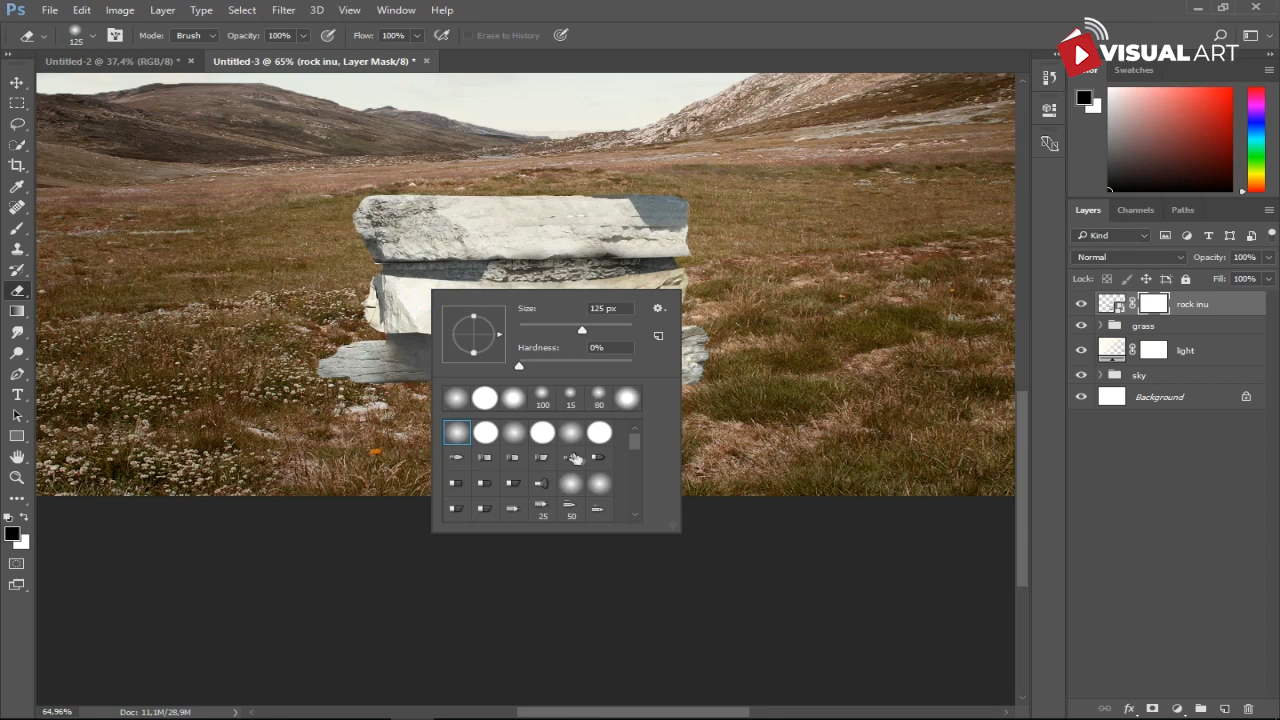 Ps File Edit Image Layer Type Select Filter 3D View Window Help
125 Mode: Brush Opacity: 100% Flow: 100% Erase to History
VISUAL ART
Untitled-2 @ 37,4% (RGB/8) * × Untitled-3 @ 65% (rock inu, Layer Mask/8) * ×
Swatches
Size: 125 px
Hardness: 0%
100 15 80
25 50
Layers Channels Paths
Kind
Normal Opacity: 100%
Lock: Fill: 100%
rock inu
grass
light
sky
Background
64,96% Doc: 11,1M/28,9M